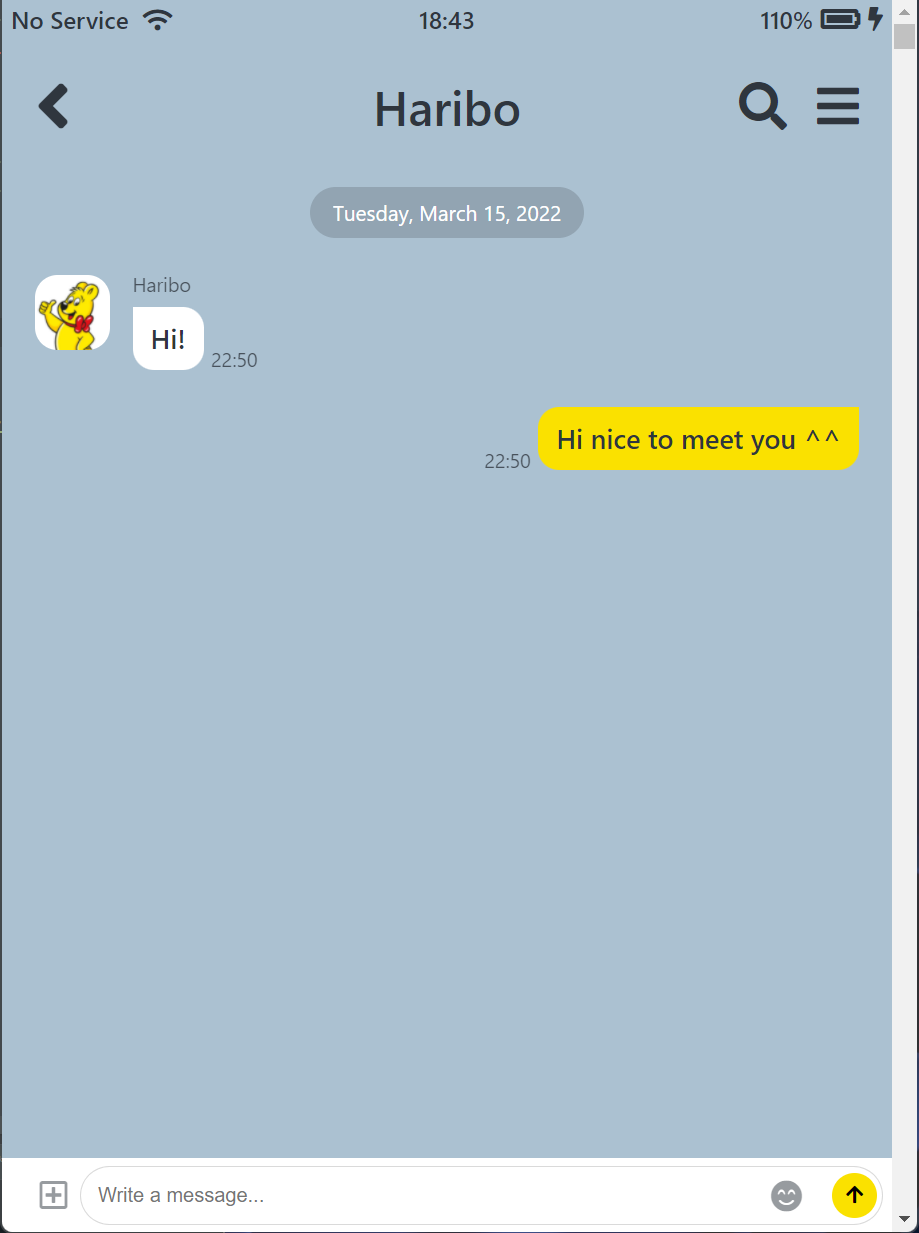 No Service 18:43 110%
Haribo
Tuesday, March 15, 2022
Haribo
Hi!
22:50
Hi nice to meet you ^^
22:50
Write a message...